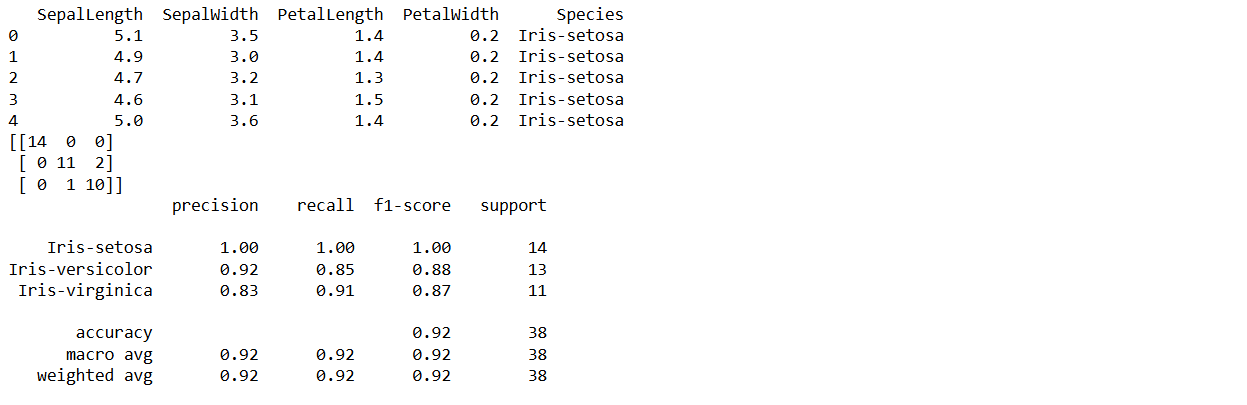 SepalLength  SepalWidth  PetalLength  PetalWidth      Species
0          5.1         3.5          1.4         0.2  Iris-setosa
1          4.9         3.0          1.4         0.2  Iris-setosa
2          4.7         3.2          1.3         0.2  Iris-setosa
3          4.6         3.1          1.5         0.2  Iris-setosa
4          5.0         3.6          1.4         0.2  Iris-setosa
[[14  0  0]
 [ 0 11  2]
 [ 0  1 10]]
                 precision    recall  f1-score   support
    Iris-setosa       1.00      1.00      1.00        14
Iris-versicolor       0.92      0.85      0.88        13
 Iris-virginica       0.83      0.91      0.87        11
       accuracy                           0.92        38
      macro avg       0.92      0.92      0.92        38
   weighted avg       0.92      0.92      0.92        38